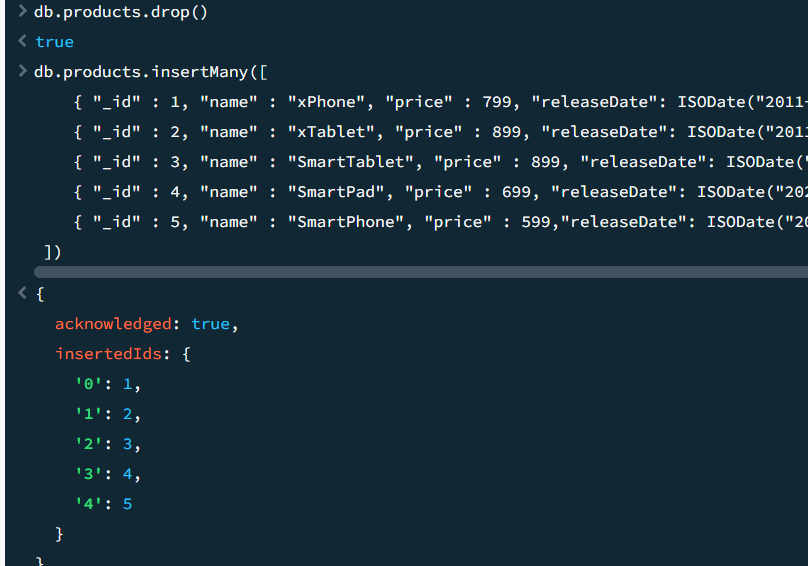 > db.products.drop()
< true
> db.products.insertMany([
{ "_id" : 1, "name" : "xPhone", "price" : 799, "releaseDate": ISODate("2011-
{ "_id" : 2, "name" : "xTablet", "price" : 899, "releaseDate": ISODate("2011
{ "_id" : 3, "name" : "SmartTablet", "price" : 899, "releaseDate": ISODate("
{ "_id" : 4, "name" : "SmartPad", "price" : 699, "releaseDate": ISODate("202
{ "_id" : 5, "name" : "SmartPhone", "price" : 599,"releaseDate": ISODate("20
])
< {
acknowledged: true,
insertedIds: {
'0': 1,
'1': 2,
'2': 3,
'3': 4,
'4': 5
}
}